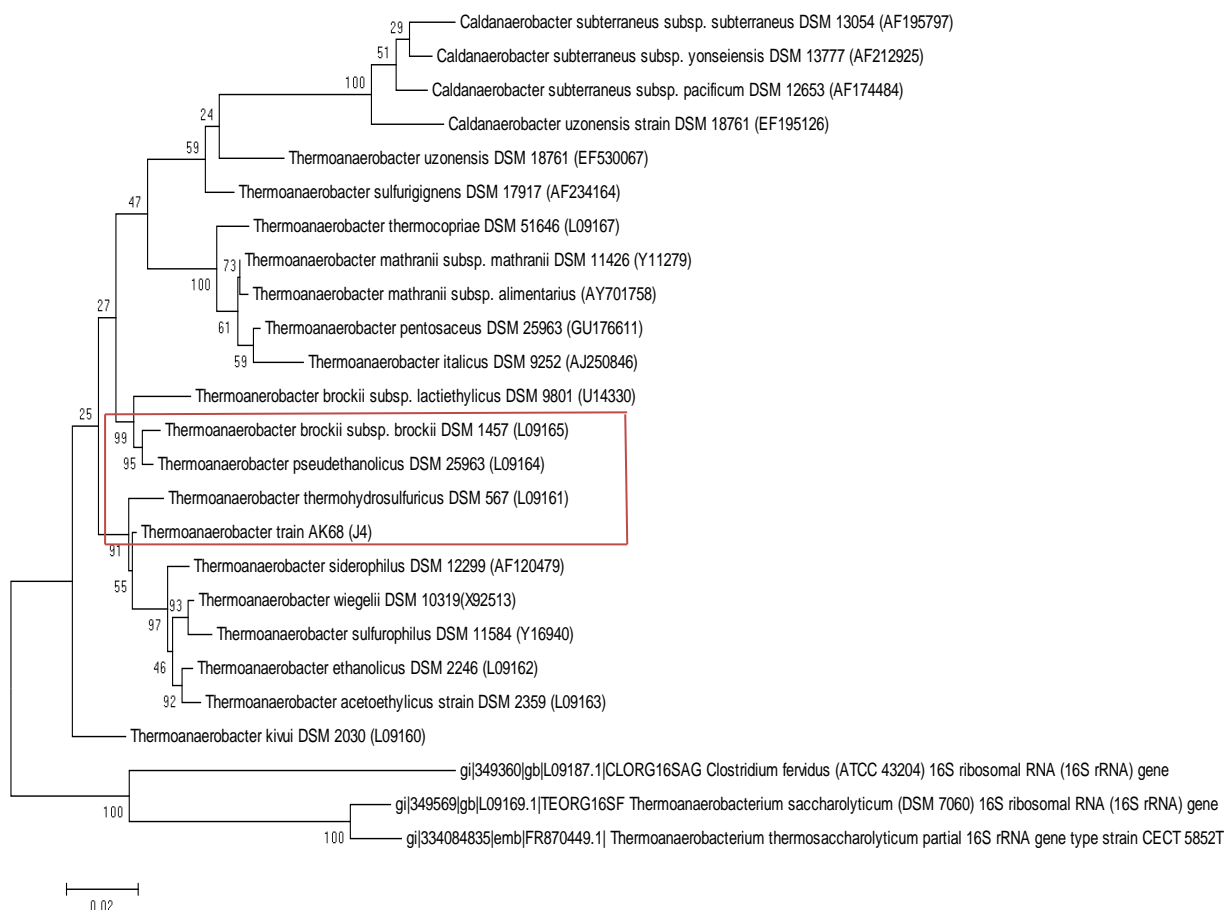 29
Caldanaerobacter subterraneus subsp. subterraneus DSM 13054 (AF195797)
51
Caldanaerobacter subterraneus subsp. yonseiensis DSM 13777 (AF212925)
100
Caldanaerobacter subterraneus subsp. pacificum DSM 12653 (AF174484)
24
Caldanaerobacter uzonensis strain DSM 18761 (EF195126)
59
Thermoanaerobacter uzonensis DSM 18761 (EF530067)
Thermoanaerobacter sulfurigignens DSM 17917 (AF234164)
47
Thermoanaerobacter thermocopriae DSM 51646 (L09167)
73
Thermoanaerobacter mathranii subsp. mathranii DSM 11426 (Y11279)
100
Thermoanaerobacter mathranii subsp. alimentarius (AY701758)
27
61
Thermoanaerobacter pentosaceus DSM 25963 (GU176611)
59
Thermoanaerobacter italicus DSM 9252 (AJ250846)
Thermoanerobacter brockii subsp. lactiethylicus DSM 9801 (U14330)
25
99
Thermoanaerobacter brockii subsp. brockii DSM 1457 (L09165)
95
Thermoanaerobacter pseudethanolicus DSM 25963 (L09164)
Thermoanaerobacter thermohydrosulfuricus DSM 567 (L09161)
Thermoanaerobacter train AK68 (J4)
91
Thermoanaerobacter siderophilus DSM 12299 (AF120479)
55
93
Thermoanaerobacter wiegelii DSM 10319(X92513)
97
Thermoanaerobacter sulfurophilus DSM 11584 (Y16940)
46
Thermoanaerobacter ethanolicus DSM 2246 (L09162)
92
Thermoanaerobacter acetoethylicus strain DSM 2359 (L09163)
Thermoanaerobacter kivui DSM 2030 (L09160)
gi|349360|gb|L09187.1|CLORG16SAG Clostridium fervidus (ATCC 43204) 16S ribosomal RNA (16S rRNA) gene
100
gi|349569|gb|L09169.1|TEORG16SF Thermoanaerobacterium saccharolyticum (DSM 7060) 16S ribosomal RNA (16S rRNA) gene
100
gi|334084835|emb|FR870449.1| Thermoanaerobacterium thermosaccharolyticum partial 16S rRNA gene type strain CECT 5852T
0.02